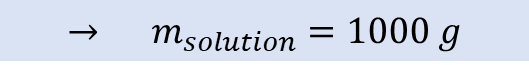 → m_solution = 1000 g